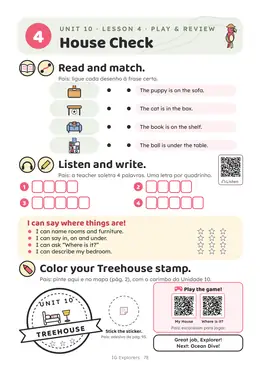 4
UNIT 10 · LESSON 4 · PLAY & REVIEW
House Check
Read and match.
Pais: ligue cada desenho à frase certa.
The puppy is on the sofa.
The cat is in the box.
The book is on the shelf.
The ball is under the table.
Listen and write.
Pais: a teacher soletra 4 palavras. Uma letra por quadrinho.
1
2
3
4
I can say where things are!
I can name rooms and furniture.
I can say in, on and under.
I can ask "Where is it?"
I can describe my bedroom.
Color your Treehouse stamp.
Pais: pinte aqui e no mapa (pág. 2), com o carimbo da Unidade 10.
UNIT 10
TREEHOUSE
Stick the sticker.
Play the game!
My House
Where is it?
Pais: escaneiem para jogar.
Great job, Explorer!
Next: Ocean Dive!